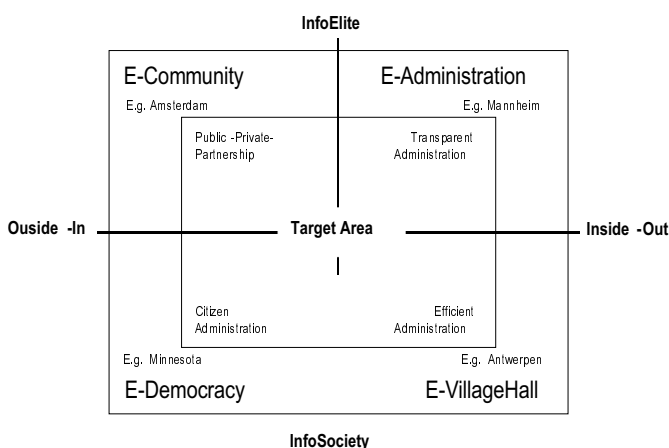 InfoElite
E-Community
E-Administration
E.g. Amsterdam
E.g. Mannheim
Public -Private-
Partnership
Transparent
Administration
Ouside -In
Target Area
Inside -Out
Citizen
Administration
Efficient
Administration
E.g. Minnesota
E.g. Antwerpen
E-Democracy
E-VillageHall
InfoSociety